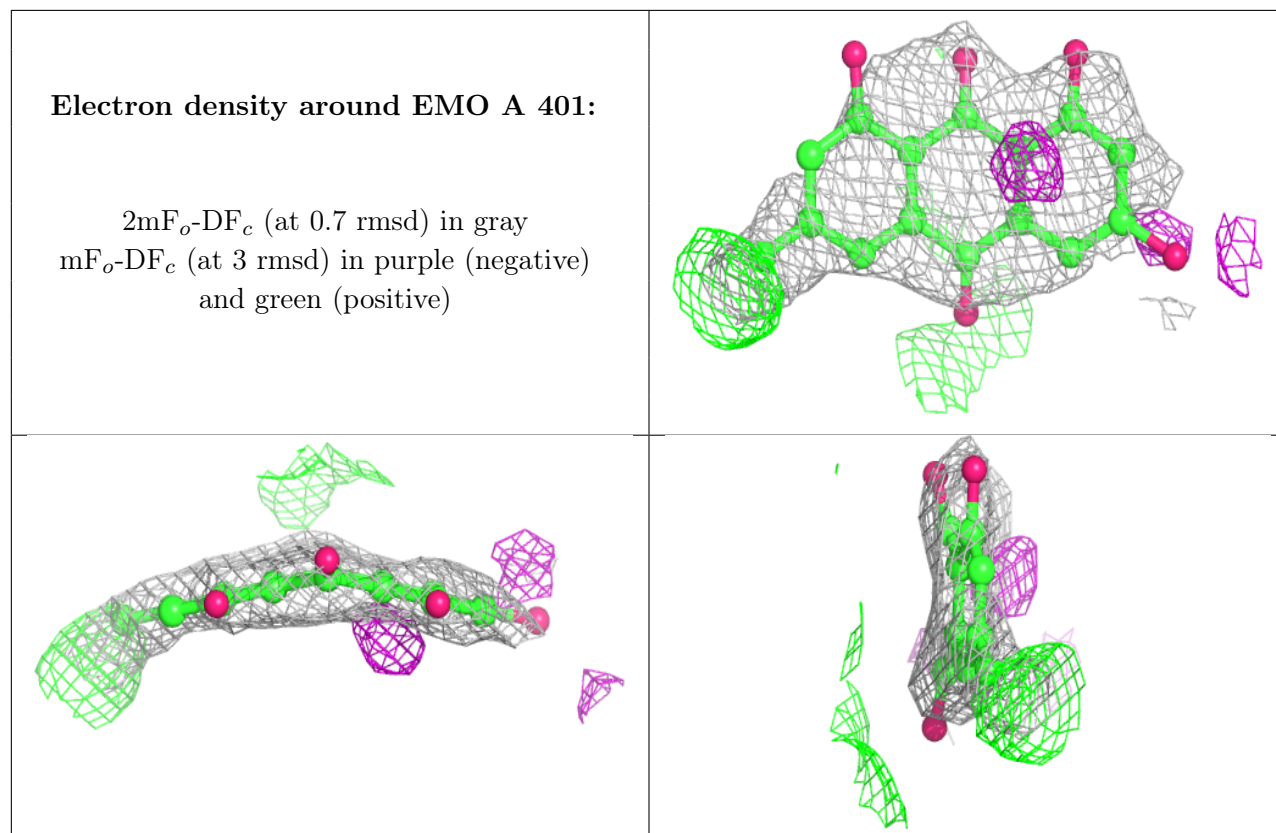 Electron density around EMO A 401:
2mFo-DFc (at 0.7 rmsd) in gray
mFo-DFc (at 3 rmsd) in purple (negative)
and green (positive)